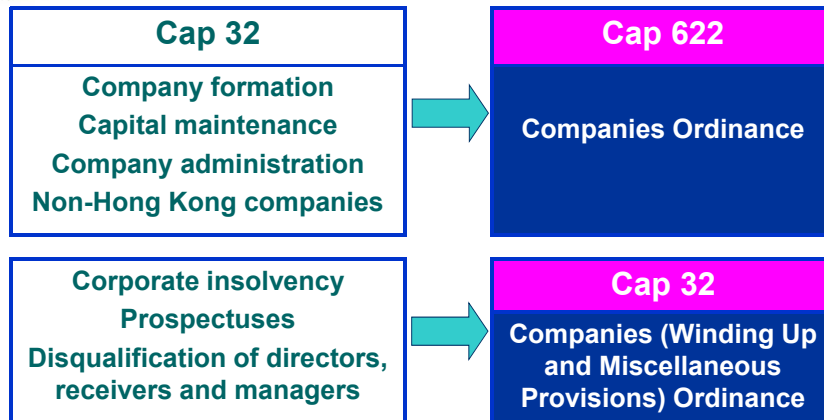 Cap 32
Company formation
Capital maintenance
Company administration
Non-Hong Kong companies
Cap 622
Companies Ordinance
Corporate insolvency
Prospectuses
Disqualification of directors,
receivers and managers
Cap 32
Companies (Winding Up
and Miscellaneous
Provisions) Ordinance